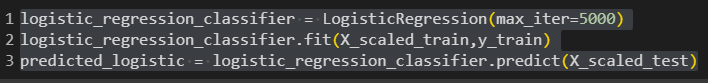 1 logistic_regression_classifier = LogisticRegression(max_iter=5000)
2 logistic_regression_classifier.fit(X_scaled_train,y_train)
3 predicted_logistic = logistic_regression_classifier.predict(X_scaled_test)